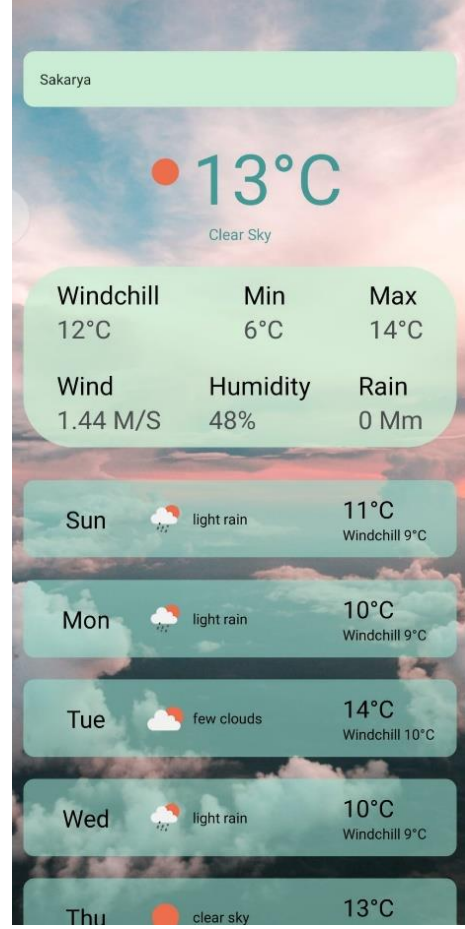 Sakarya
13°C
Clear Sky
Windchill Min Max
12°C 6°C 14°C
Wind Humidity Rain
1.44 M/S 48% 0 Mm
Sun light rain 11°C
Windchill 9°C
Mon light rain 10°C
Windchill 9°C
Tue few clouds 14°C
Windchill 10°C
Wed light rain 10°C
Windchill 9°C
Thu clear sky 13°C